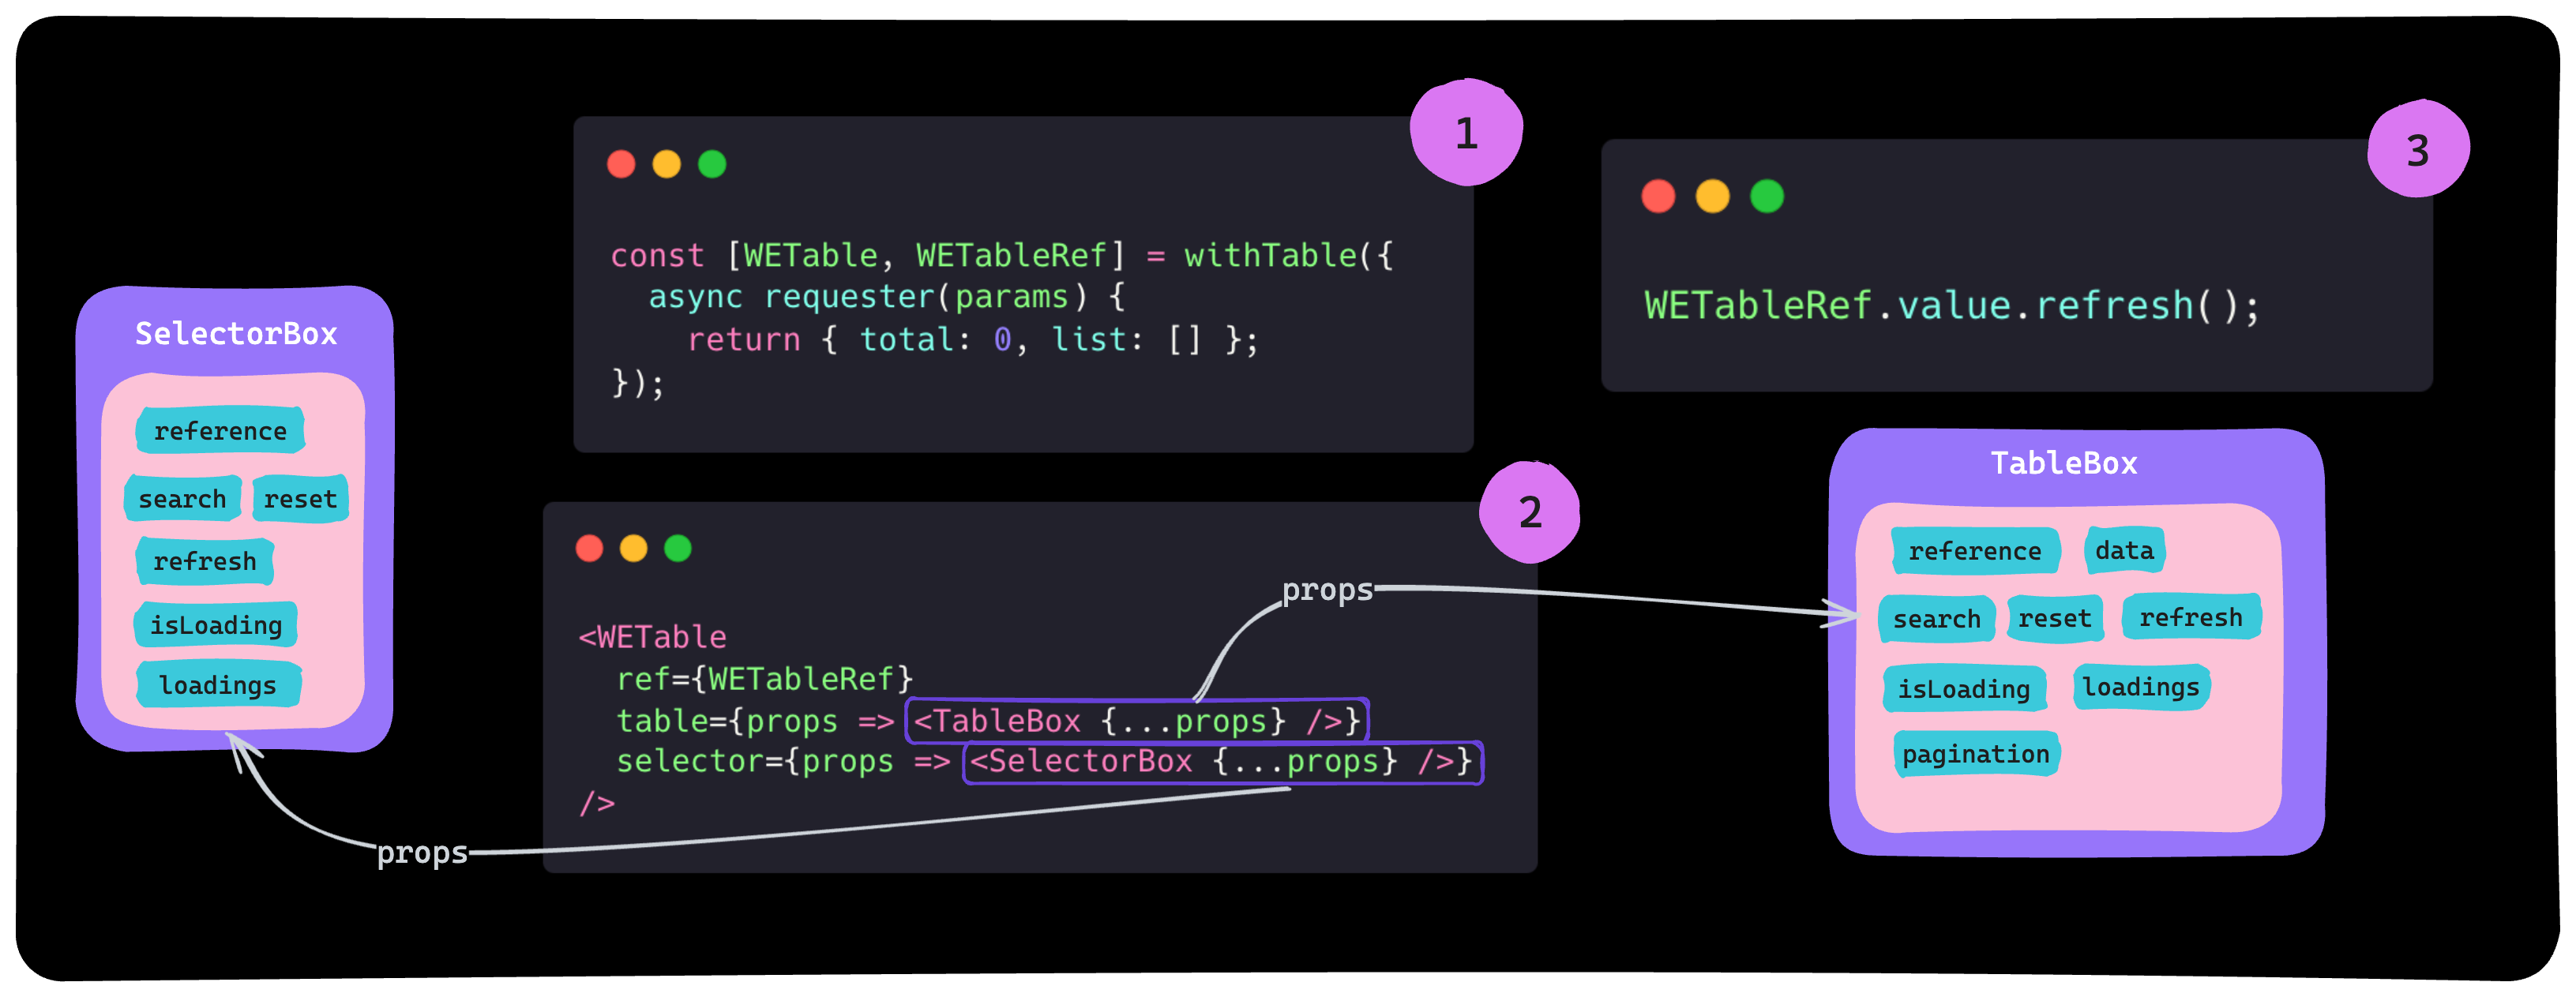 SelectorBox
reference
search reset
refresh
isLoading
loadings
1
const [WETable, WETableRef] = withTable({
  async requester(params) {
    return { total: 0, list: [] };
});
2
<WETable
  ref={WETableRef}
  table={props => <TableBox {...props} />}
  selector={props => <SelectorBox {...props} />}
/>
props
props
3
WETableRef.value.refresh();
TableBox
reference data
search reset refresh
isLoading loadings
pagination